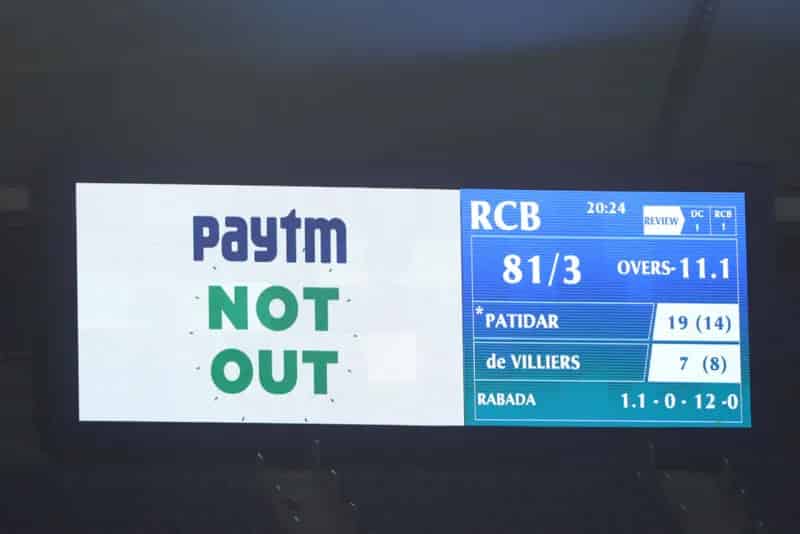 paytm
NOT
OUT
RCB 20:24 REVIEW DC 1 RCB 1
81/3 OVERS-11.1
*PATIDAR 19 (14)
de VILLIERS 7 (8)
RABADA 1.1 · 0 · 12 -0